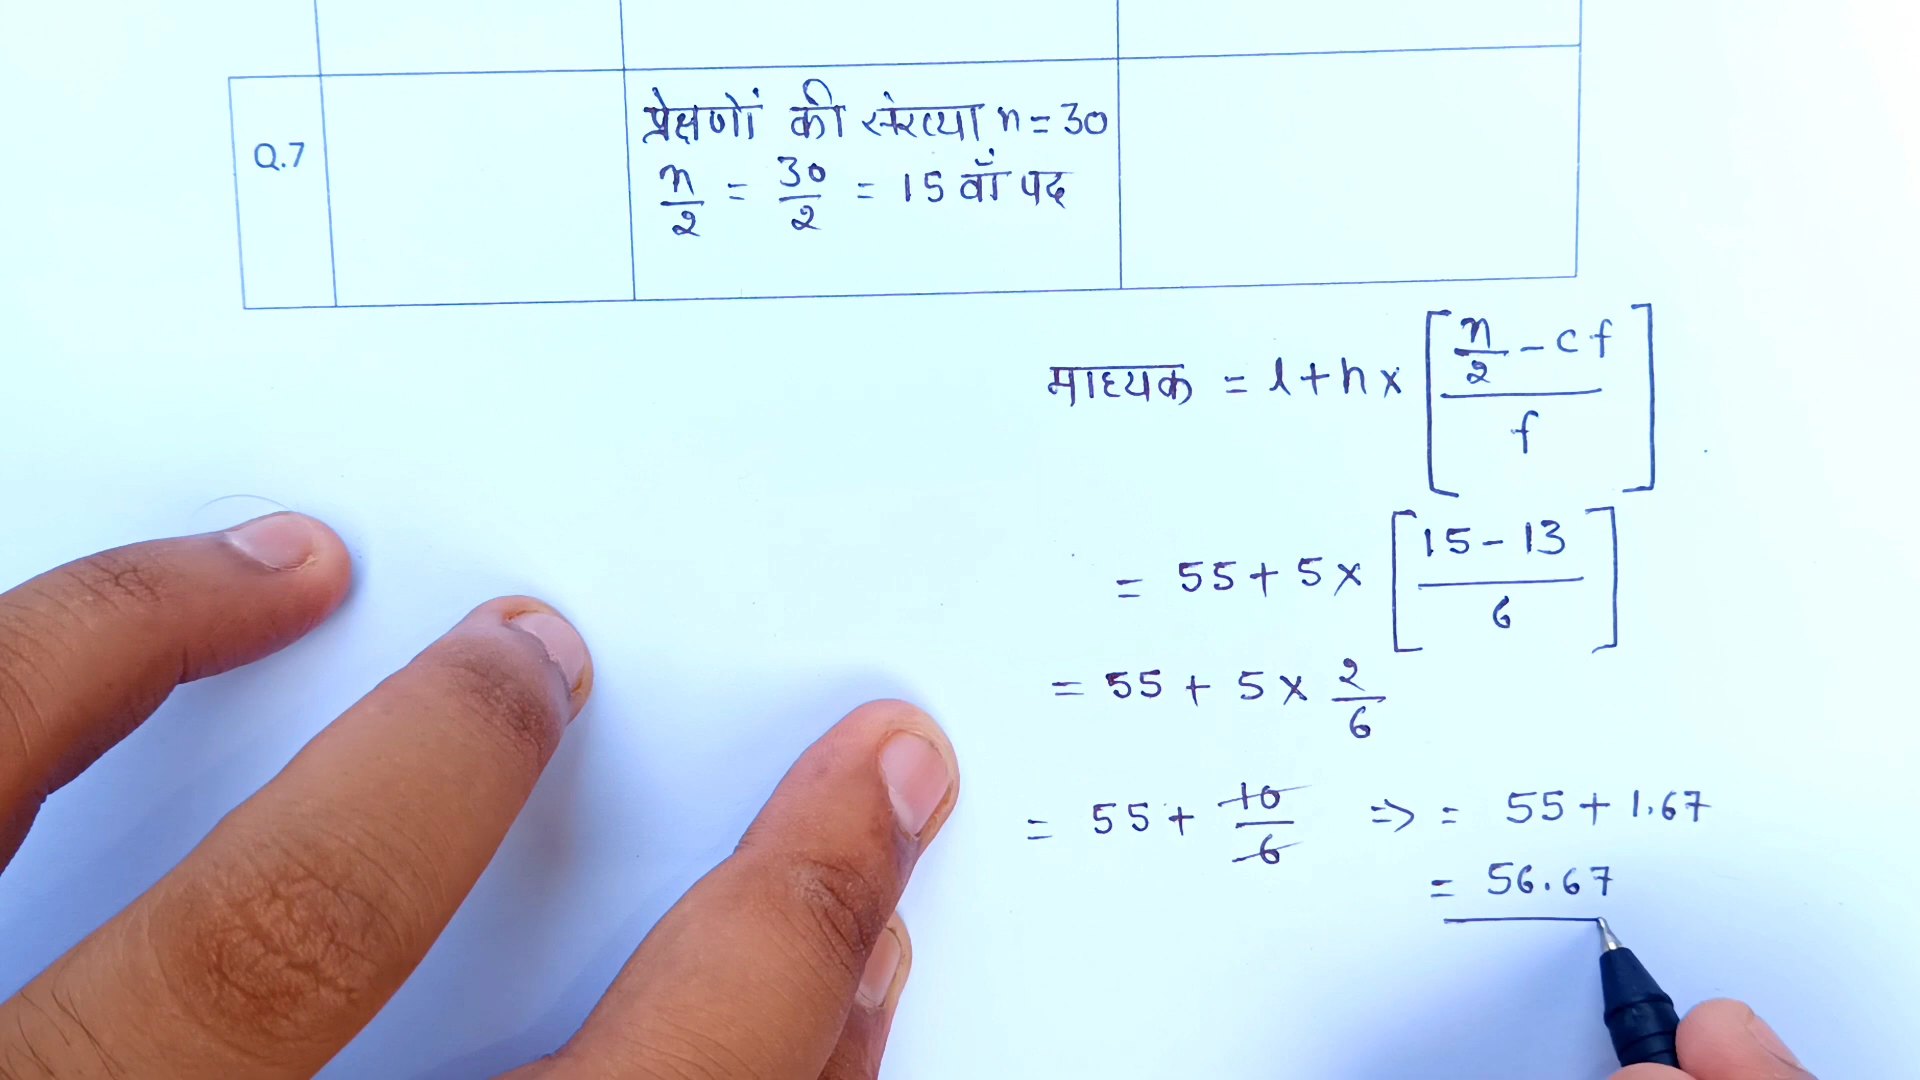 Q.7
प्रेक्षणों की संख्या n = 30
n/2 = 30/2 = 15 वाँ पद
माध्यक = l + h × [(n/2 - cf)/f]
= 55 + 5 × [(15 - 13)/6]
= 55 + 5 × 2/6
= 55 + 10/6 => = 55 + 1.67
= 56.67